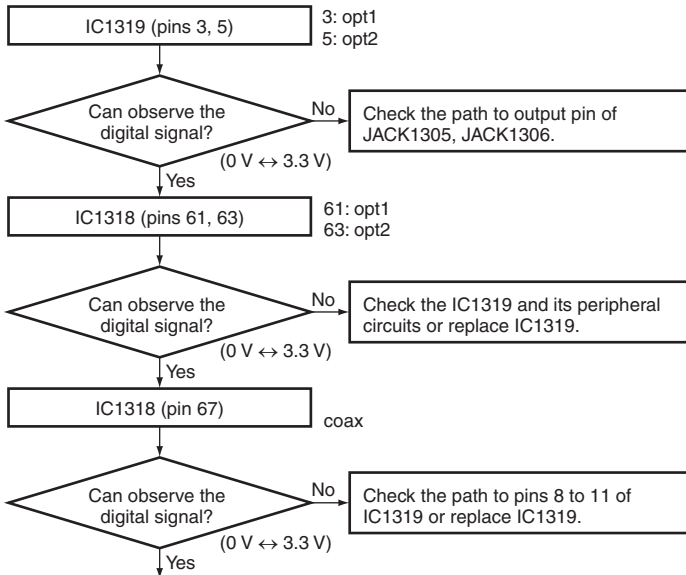 IC1319 (pins 3, 5)
3: opt1
5: opt2
Can observe the
digital signal?
No
Check the path to output pin of
JACK1305, JACK1306.
(0 V ↔ 3.3 V)
Yes
IC1318 (pins 61, 63)
61: opt1
63: opt2
Can observe the
digital signal?
No
Check the IC1319 and its peripheral
circuits or replace IC1319.
(0 V ↔ 3.3 V)
Yes
IC1318 (pin 67)
coax
Can observe the
digital signal?
No
Check the path to pins 8 to 11 of
IC1319 or replace IC1319.
(0 V ↔ 3.3 V)
Yes